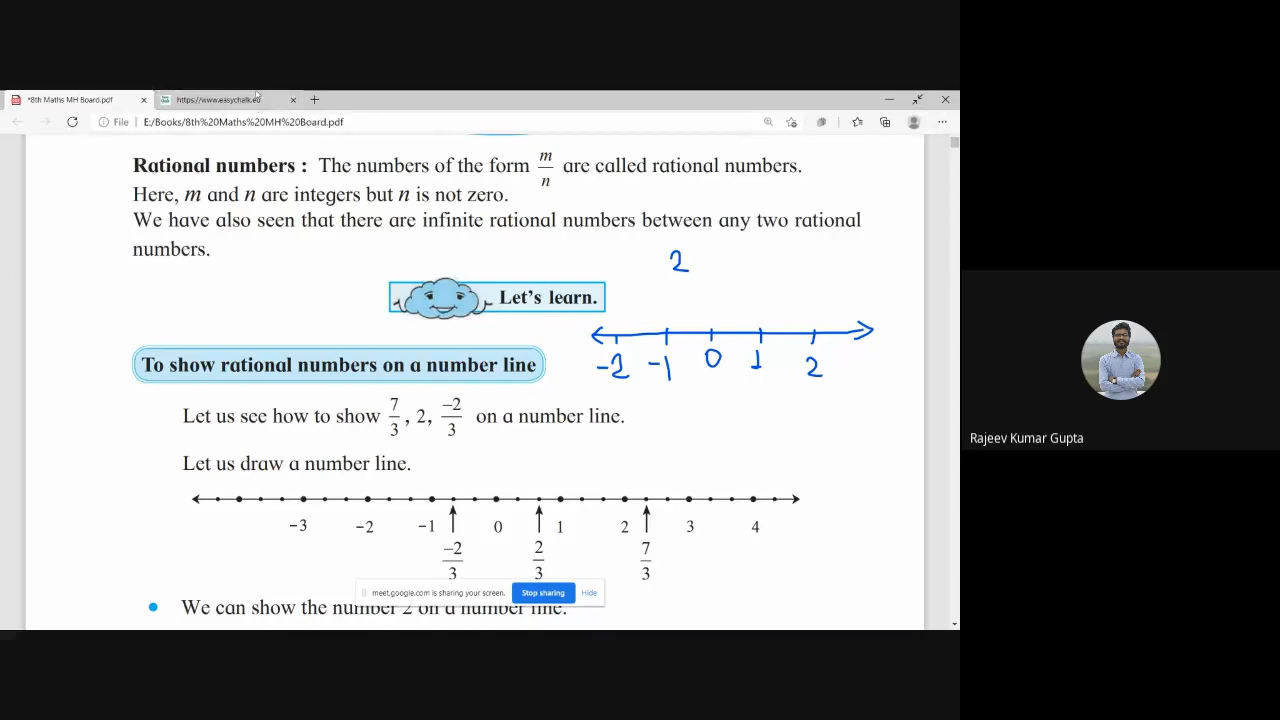 *8th Maths MH Board.pdf
https://www.easychalk.ed
File E:/Books/8th%20Maths%20MH%20Board.pdf
Rational numbers : The numbers of the form m/n are called rational numbers.
Here, m and n are integers but n is not zero.
We have also seen that there are infinite rational numbers between any two rational
numbers.
2
Let's learn.
-2 -1 0 1 2
To show rational numbers on a number line
Let us see how to show 7/3, 2, -2/3 on a number line.
Let us draw a number line.
-3 -2 -1 0 1 2 3 4
-2/3 2/3 7/3
meet.google.com is sharing your screen. Stop sharing Hide
We can show the number 2 on a number line.
Rajeev Kumar Gupta